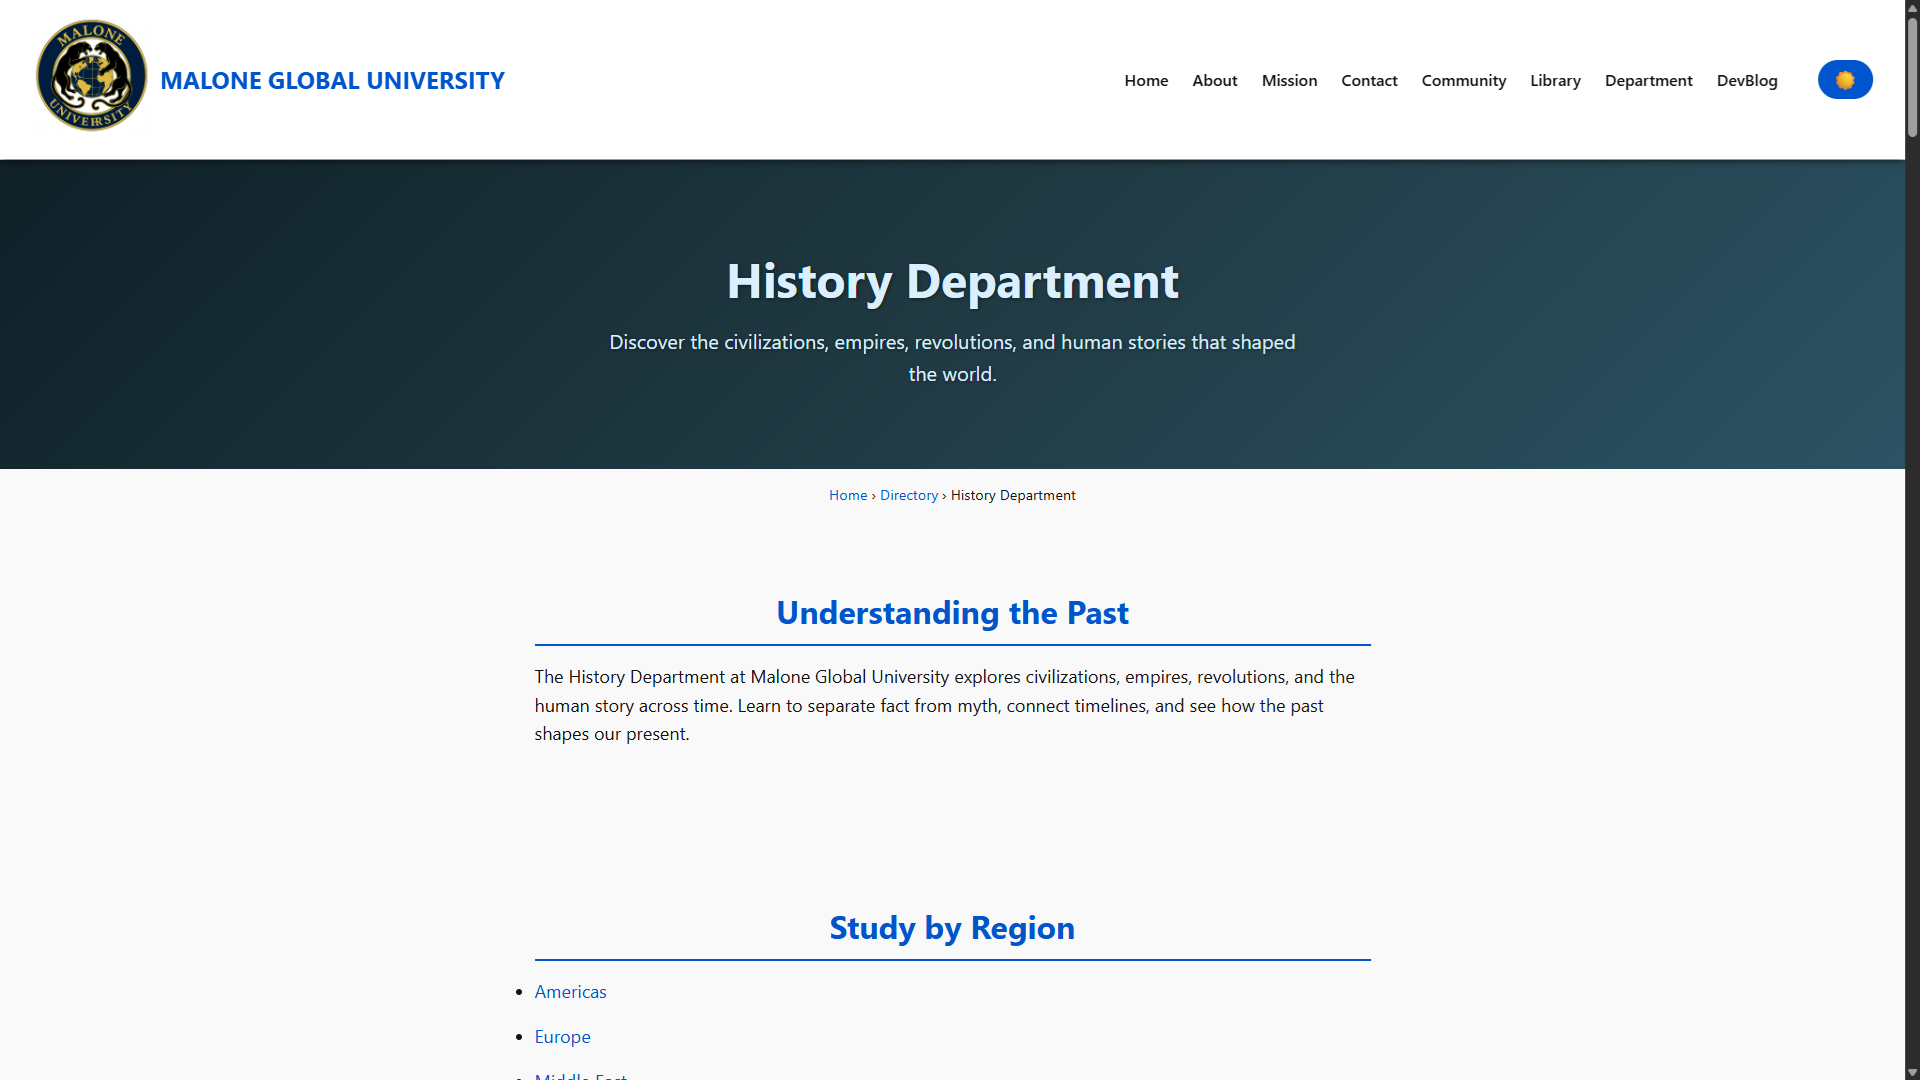 MALONE
UNIVERSITY
MALONE GLOBAL UNIVERSITY
Home About Mission Contact Community Library Department DevBlog
History Department
Discover the civilizations, empires, revolutions, and human stories that shaped
the world.
Home › Directory › History Department
Understanding the Past
The History Department at Malone Global University explores civilizations, empires, revolutions, and the
human story across time. Learn to separate fact from myth, connect timelines, and see how the past
shapes our present.
Study by Region
• Americas
• Europe
• Middle East